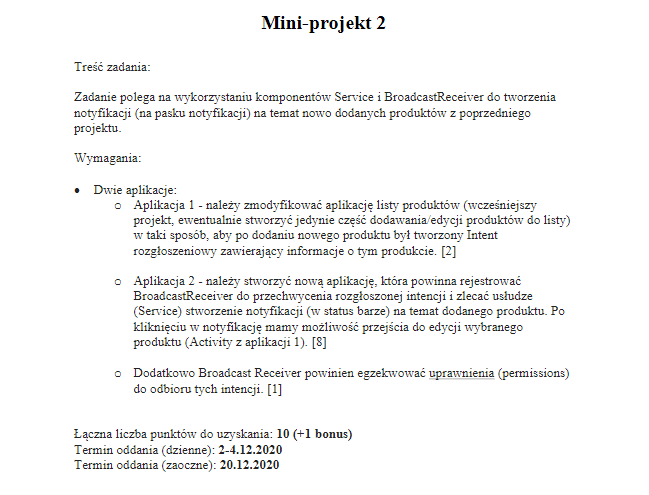 Mini-projekt 2
Treść zadania:
Zadanie polega na wykorzystaniu komponentów Service i BroadcastReceiver do tworzenia
notyfikacji (na pasku notyfikacji) na temat nowo dodanych produktów z poprzedniego
projektu.
Wymagania:
• Dwie aplikacje:
o Aplikacja 1 - należy zmodyfikować aplikację listy produktów (wcześniejszy
projekt, ewentualnie stworzyć jedynie część dodawania/edycji produktów do listy)
w taki sposób, aby po dodaniu nowego produktu był tworzony Intent
rozgłoszeniowy zawierający informacje o tym produkcie. [2]
o Aplikacja 2 - należy stworzyć nową aplikację, która powinna rejestrować
BroadcastReceiver do przechwycenia rozgłoszonej intencji i zlecać usłudze
(Service) stworzenie notyfikacji (w status barze) na temat dodanego produktu. Po
kliknięciu w notyfikację mamy możliwość przejścia do edycji wybranego
produktu (Activity z aplikacji 1). [8]
o Dodatkowo Broadcast Receiver powinien egzekwować uprawnienia (permissions)
do odbioru tych intencji. [1]
Łączna liczba punktów do uzyskania: 10 (+1 bonus)
Termin oddania (dzienne): 2-4.12.2020
Termin oddania (zaoczne): 20.12.2020